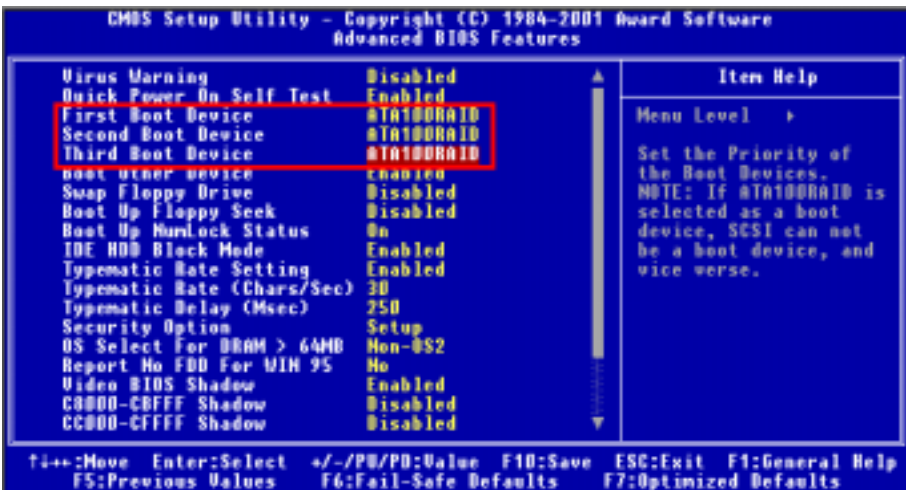 CMOS Setup Utility - Copyright (C) 1984-2001 Award Software
Advanced BIOS Features
Virus Warning Disabled
Quick Power On Self Test Enabled
First Boot Device ATA100RAID
Second Boot Device ATA100RAID
Third Boot Device ATA100RAID
Boot Other Device Enabled
Swap Floppy Drive Disabled
Boot Up Floppy Seek Disabled
Boot Up NumLock Status On
IDE HDD Block Mode Enabled
Typematic Rate Setting Enabled
Typematic Rate (Chars/Sec) 30
Typematic Delay (Msec) 250
Security Option Setup
OS Select For DRAM > 64MB Non-OS2
Report No FDD For WIN 95 No
Video BIOS Shadow Enabled
C8000-CBFFF Shadow Disabled
CC000-CFFFF Shadow Disabled
Item Help
Menu Level ▸
Set the Priority of
the Boot Devices.
NOTE: If ATA100RAID is
selected as a boot
device, SCSI can not
be a boot device, and
vice verse.
↑↓→←:Move Enter:Select +/-/PU/PD:Value F10:Save ESC:Exit F1:General Help
F5:Previous Values F6:Fail-Safe Defaults F7:Optimized Defaults